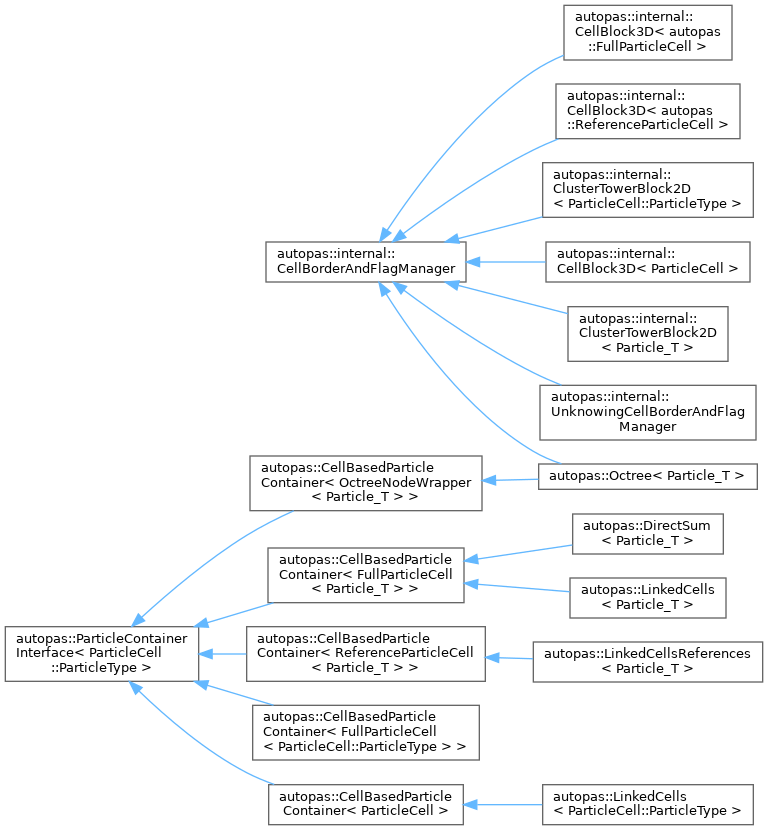 autopas::internal::
CellBlock3D< autopas
::FullParticleCell >
autopas::internal::
CellBlock3D< autopas
::ReferenceParticleCell >
autopas::internal::
ClusterTowerBlock2D
< ParticleCell::ParticleType >
autopas::internal::
CellBorderAndFlagManager
autopas::internal::
CellBlock3D< ParticleCell >
autopas::internal::
ClusterTowerBlock2D
< Particle_T >
autopas::internal::
UnknowingCellBorderAndFlag
Manager
autopas::CellBasedParticle
Container< OctreeNodeWrapper
< Particle_T > >
autopas::Octree< Particle_T >
autopas::DirectSum
< Particle_T >
autopas::CellBasedParticle
Container< FullParticleCell
< Particle_T > >
autopas::LinkedCells
< Particle_T >
autopas::ParticleContainer
Interface< ParticleCell
::ParticleType >
autopas::CellBasedParticle
Container< ReferenceParticleCell
< Particle_T > >
autopas::LinkedCellsReferences
< Particle_T >
autopas::CellBasedParticle
Container< FullParticleCell
< ParticleCell::ParticleType > >
autopas::CellBasedParticle
Container< ParticleCell >
autopas::LinkedCells
< ParticleCell::ParticleType >